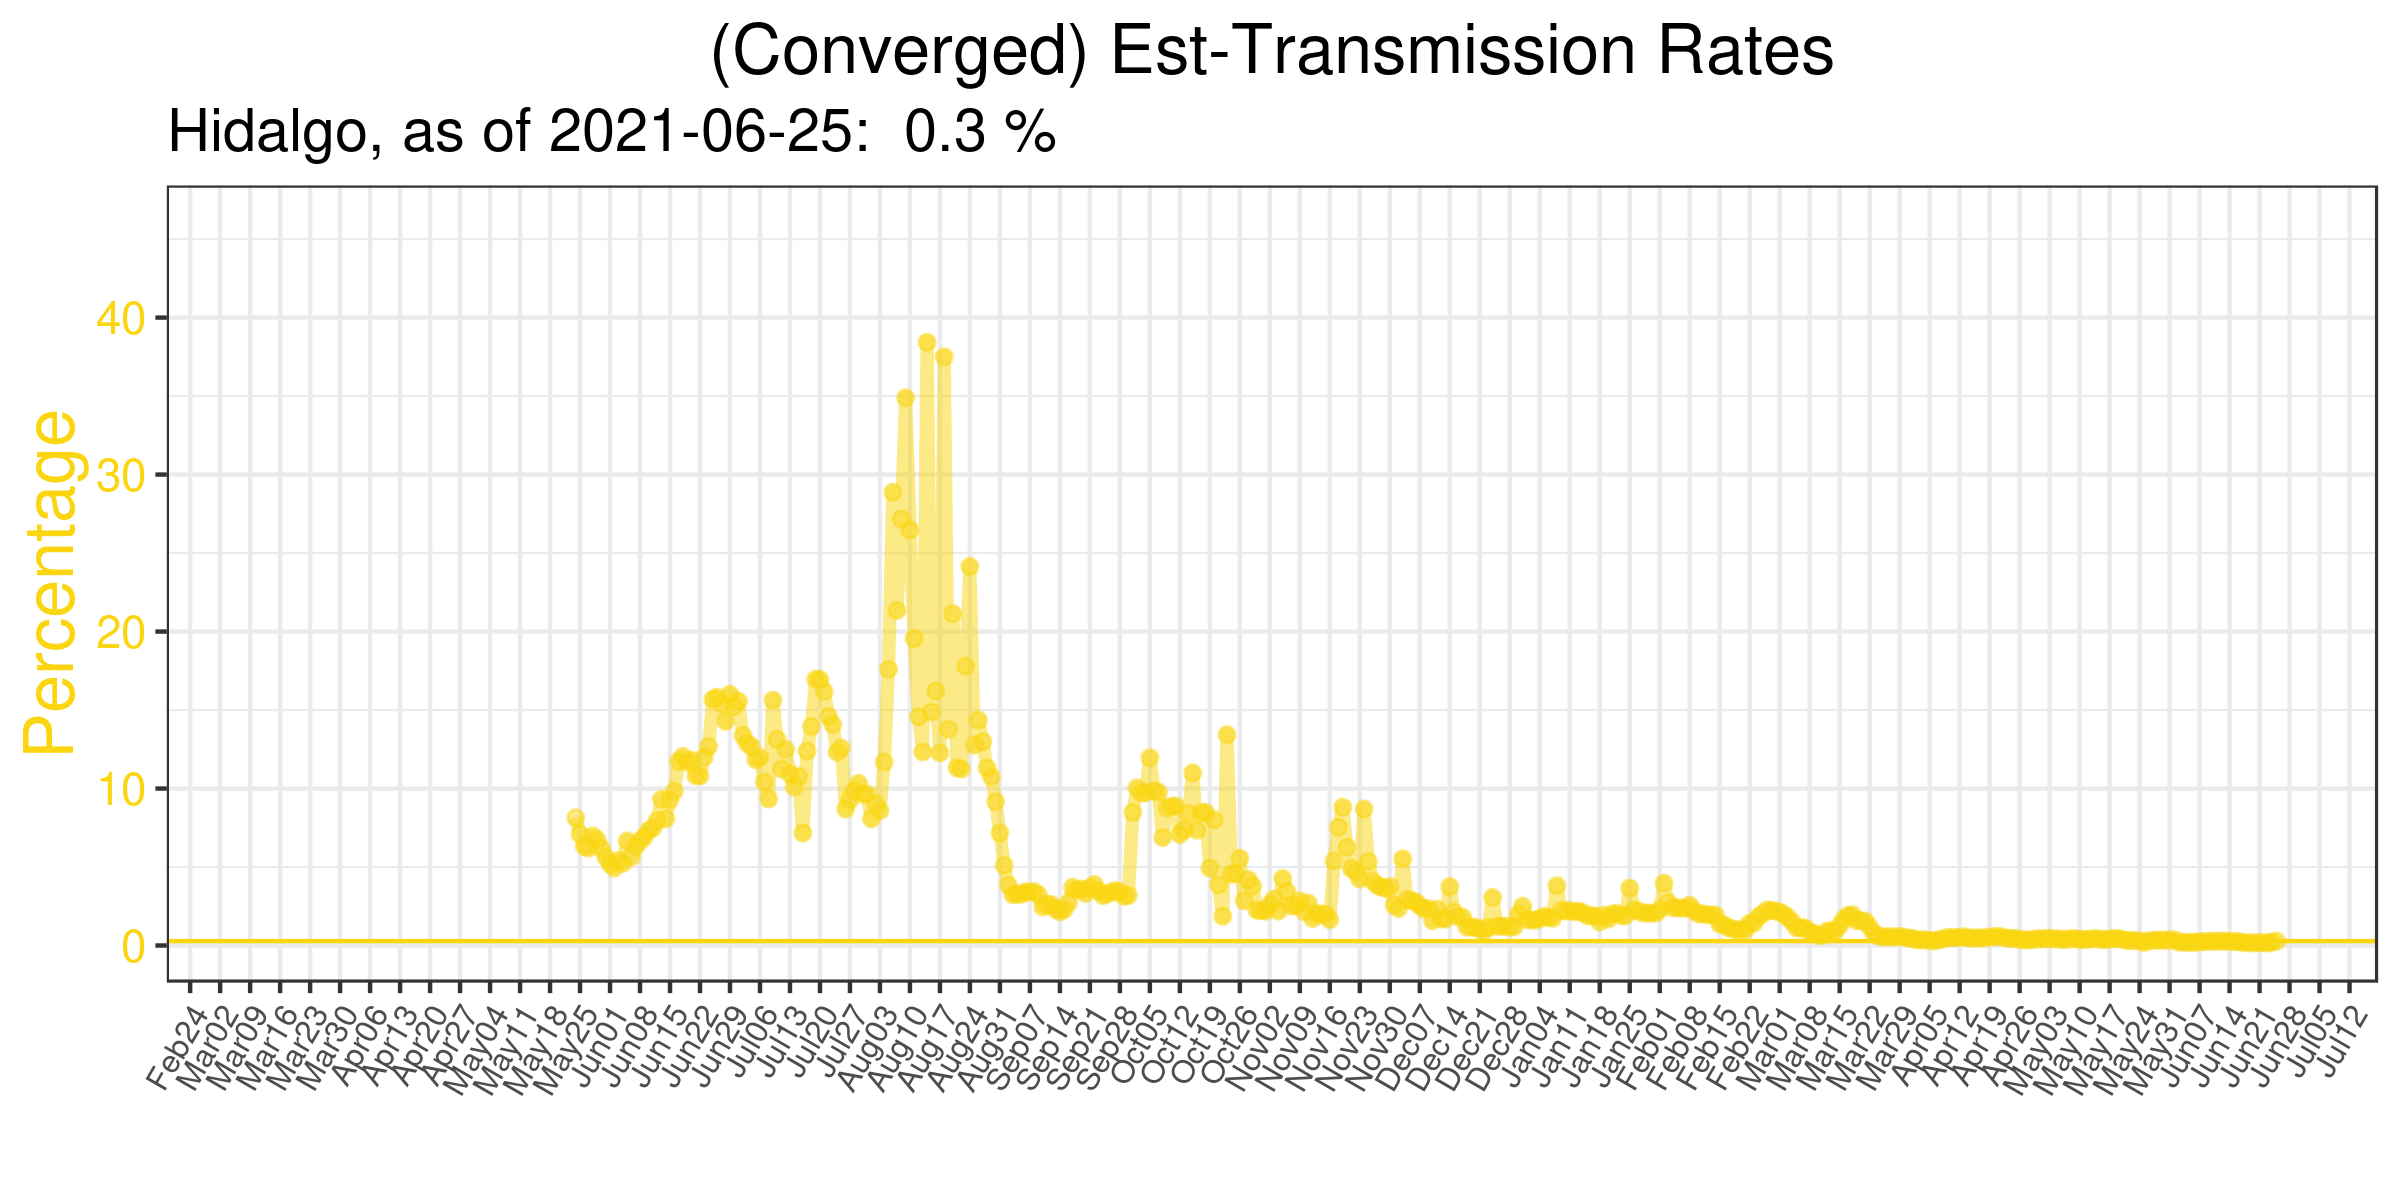 (Converged) Est-Transmission Rates
Hidalgo, as of 2021-06-25:  0.3 %
Percentage
40
30
20
10
0
Feb24
Mar02
Mar09
Mar16
Mar23
Mar30
Apr06
Apr13
Apr20
Apr27
May04
May11
May18
May25
Jun01
Jun08
Jun15
Jun22
Jun29
Jul06
Jul13
Jul20
Jul27
Aug03
Aug10
Aug17
Aug24
Aug31
Sep07
Sep14
Sep21
Sep28
Oct05
Oct12
Oct19
Oct26
Nov02
Nov09
Nov16
Nov23
Nov30
Dec07
Dec14
Dec21
Dec28
Jan04
Jan11
Jan18
Jan25
Feb01
Feb08
Feb15
Feb22
Mar01
Mar08
Mar15
Mar22
Mar29
Apr05
Apr12
Apr19
Apr26
May03
May10
May17
May24
May31
Jun07
Jun14
Jun21
Jun28
Jul05
Jul12